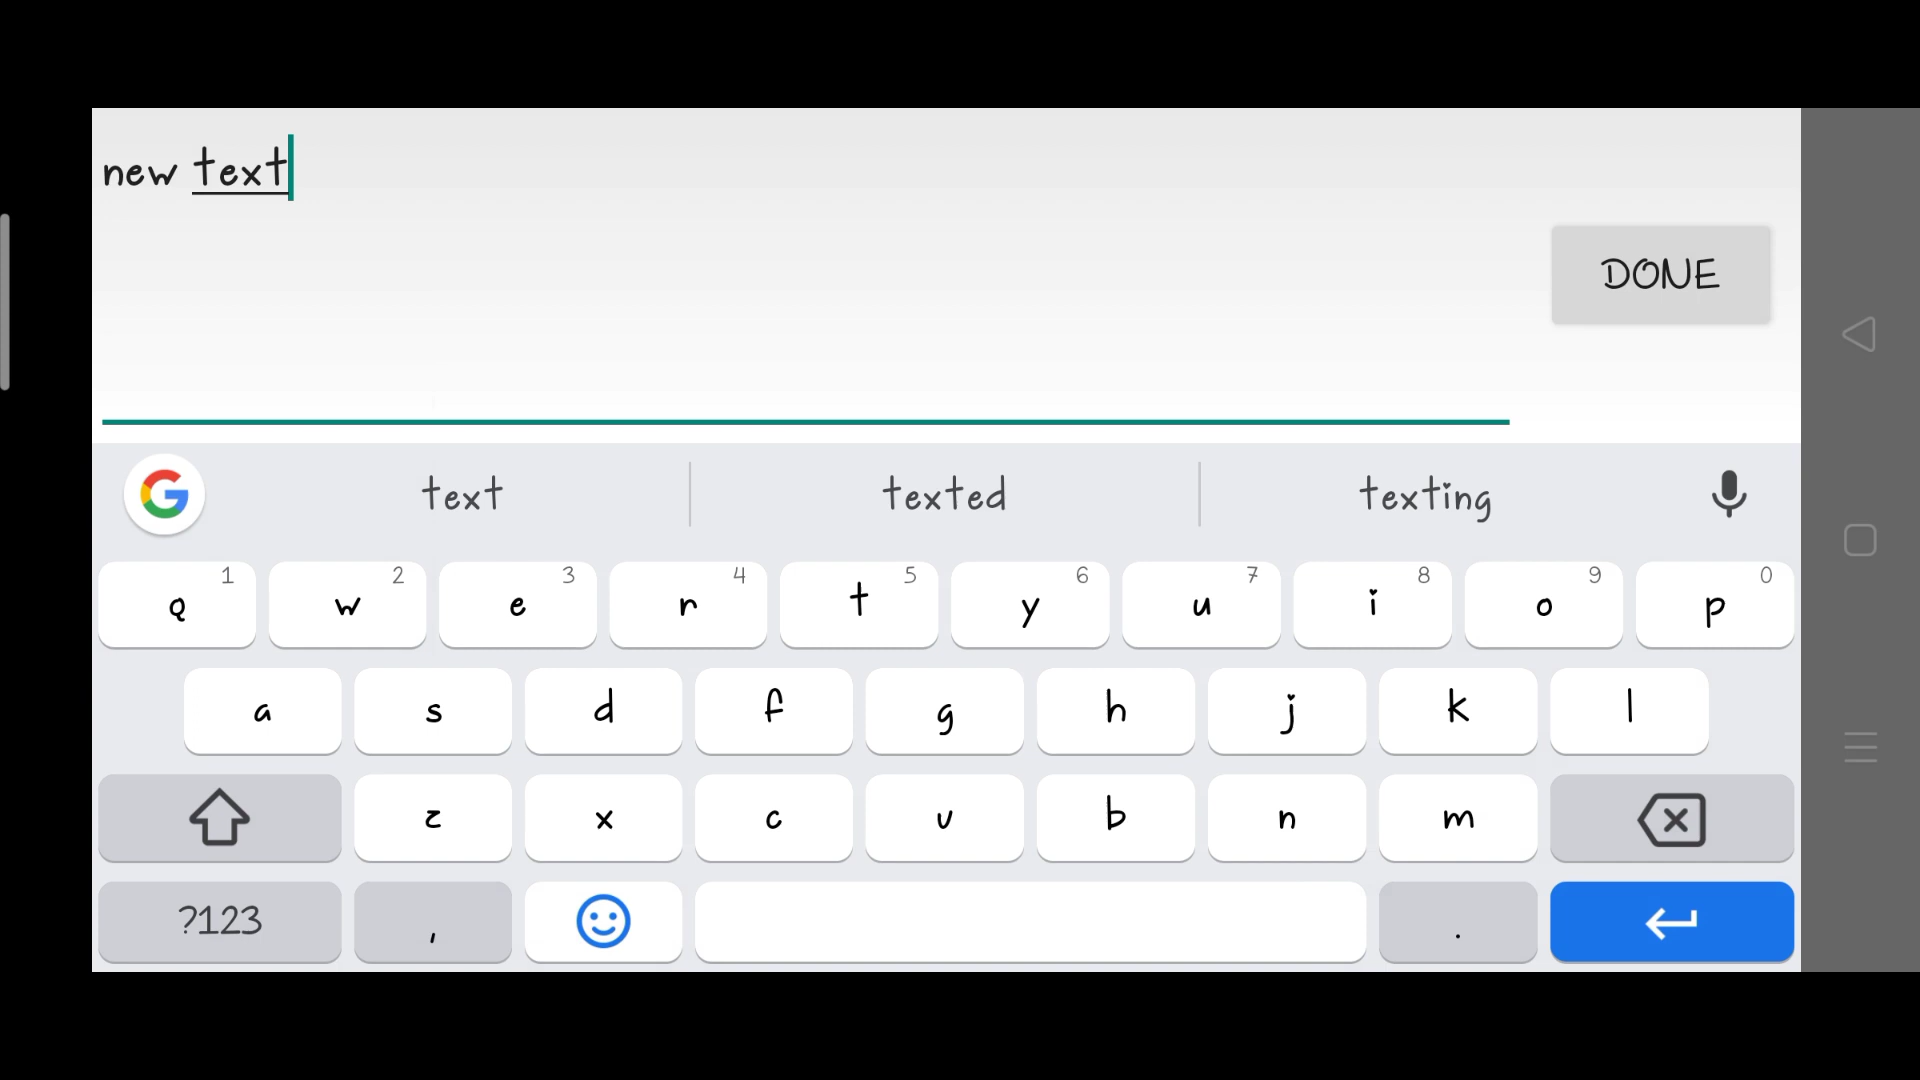 new text
DONE
text texted texting
q 1 w 2 e 3 r 4 t 5 y 6 u 7 i 8 o 9 p 0
a s d f g h j k l
z x c v b n m
?123 , .